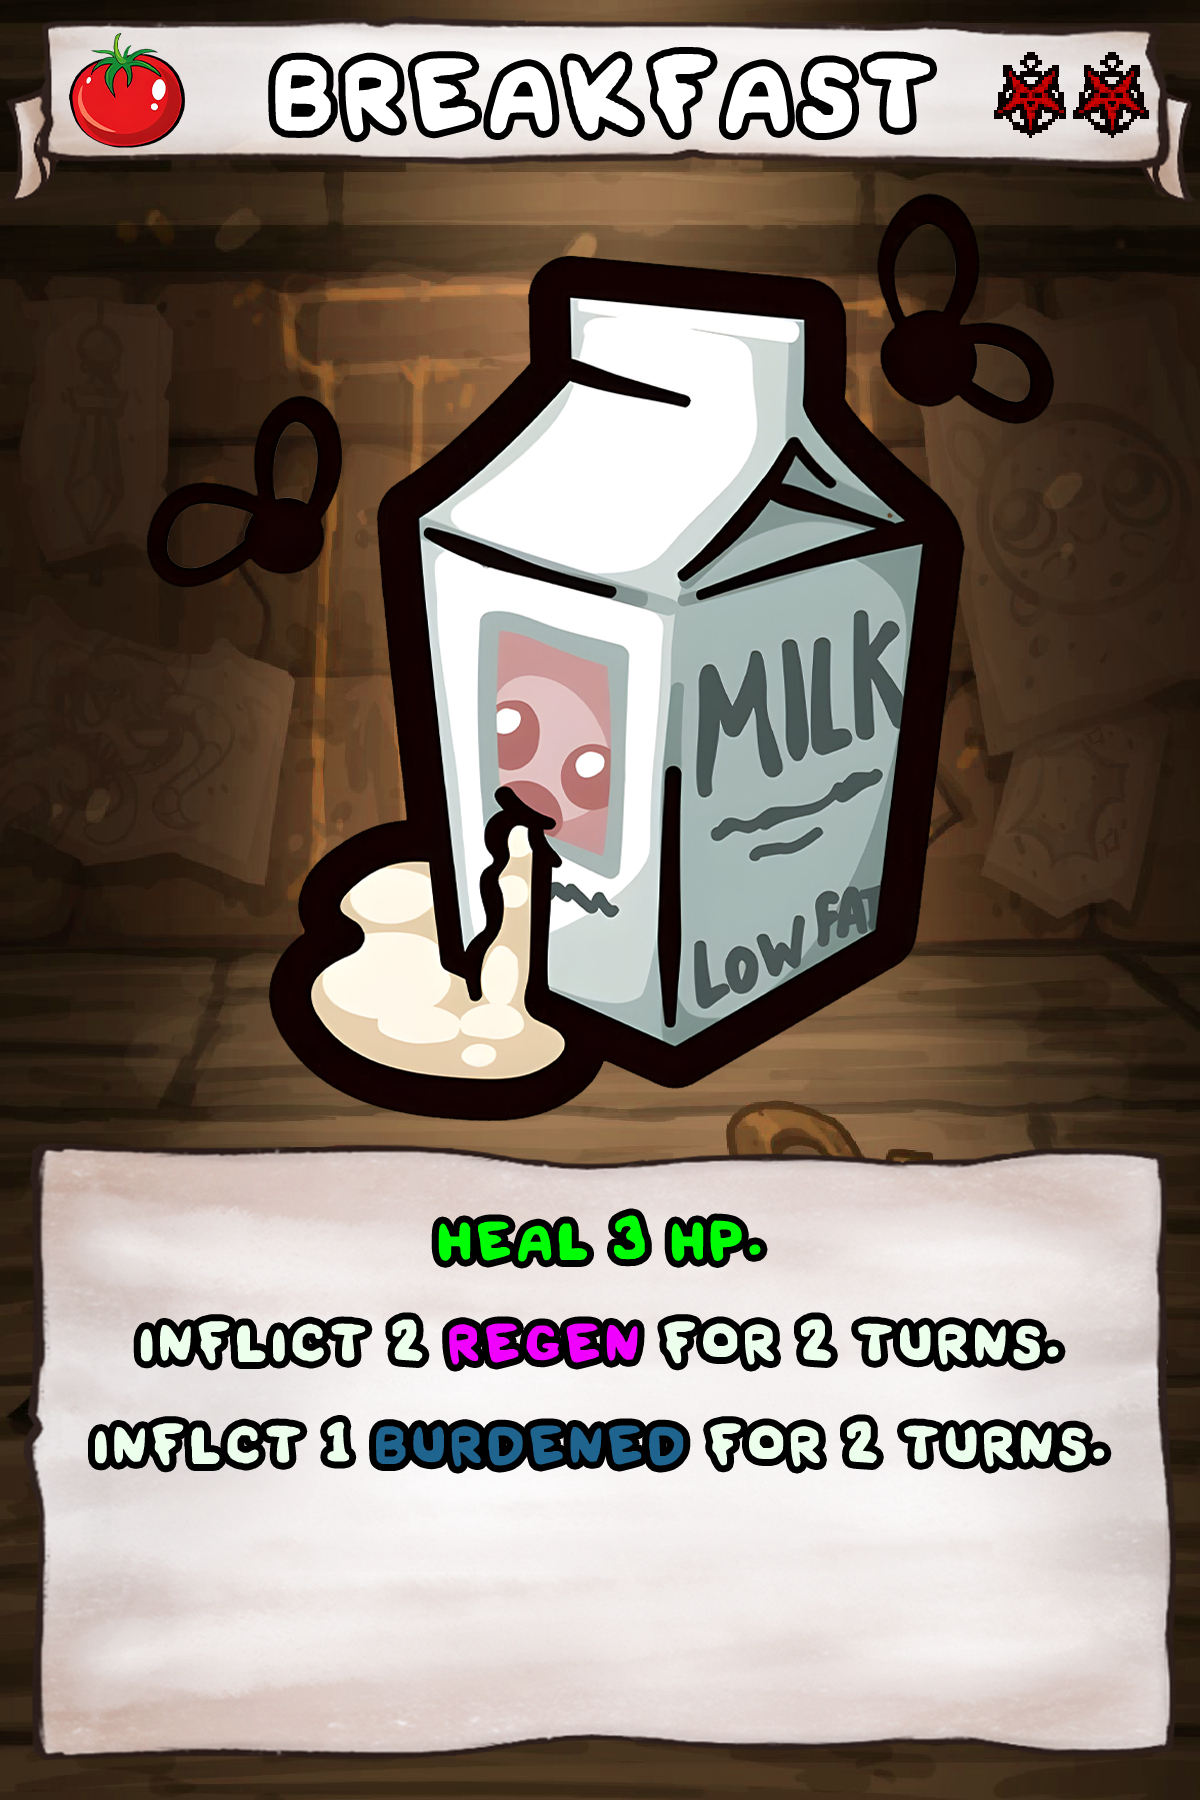 BREAKFAST
MILK
LOW FAT
HEAL 3 HP.
INFLICT 2 REGEN FOR 2 TURNS.
INFLCT 1 BURDENED FOR 2 TURNS.